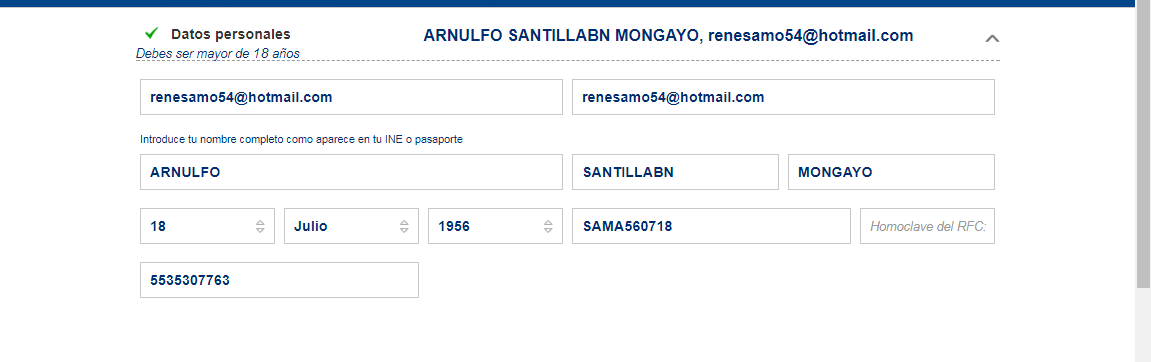 Datos personales
ARNULFO SANTILLABN MONGAYO, renesamo54@hotmail.com
Debes ser mayor de 18 años
renesamo54@hotmail.com
renesamo54@hotmail.com
Introduce tu nombre completo como aparece en tu INE o pasaporte
ARNULFO
SANTILLABN
MONGAYO
18
Julio
1956
SAMA560718
Homoclave del RFC:
5535307763